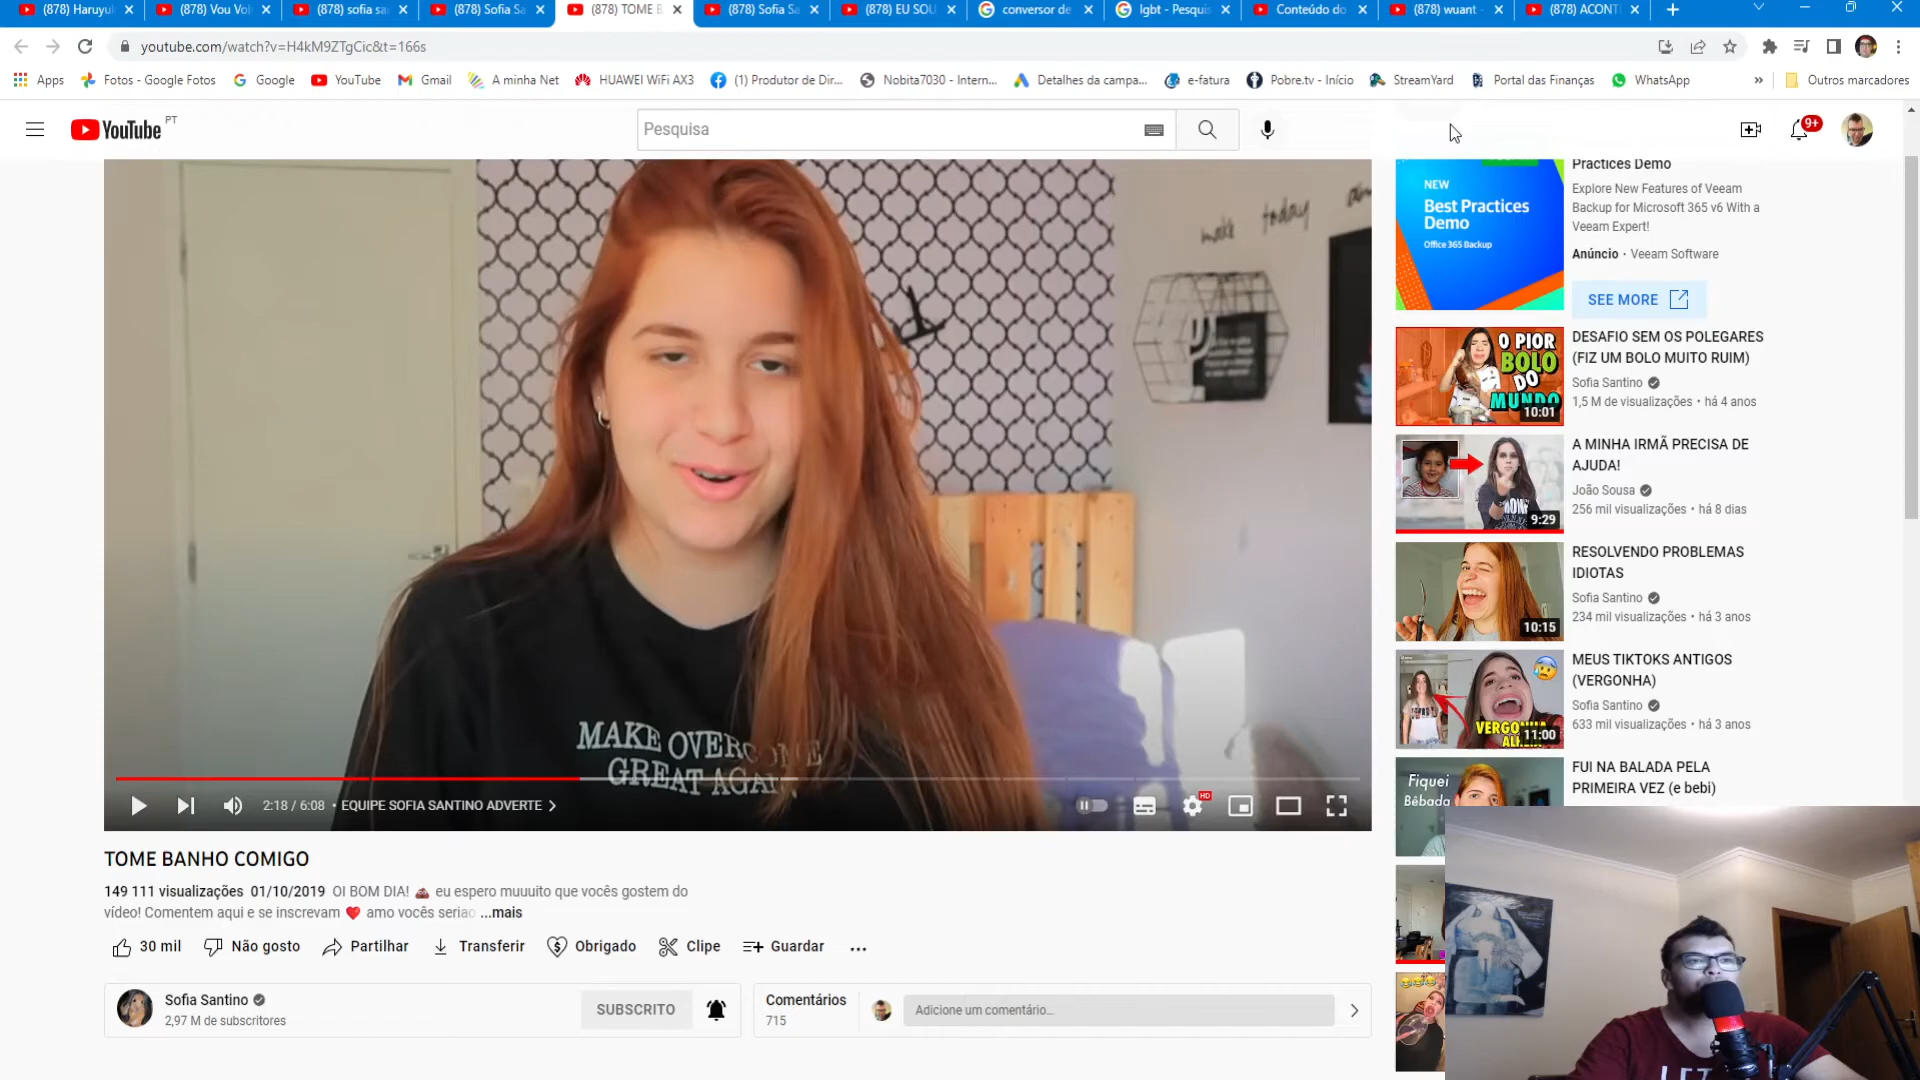 (878) Haruyuk
(878) Vou Vo
(878) sofia sa
(878) Sofia Sa
(878) TOME B
(878) Sofia Sa
(878) EU SOU
conversor de
lgbt - Pesquis
Conteúdo do
(878) wuant -
(878) ACONT
youtube.com/watch?v=H4kM9ZTgCic&t=166s
Apps
Fotos - Google Fotos
Google
YouTube
Gmail
A minha Net
HUAWEI WiFi AX3
(1) Produtor de Dir...
Nobita7030 - Intern...
Detalhes da campa...
e-fatura
Pobre.tv - Início
StreamYard
Portal das Finanças
WhatsApp
»
Outros marcadores
YouTube PT
Pesquisa
9+
make today
MAKE OVERC
GREAT AGAI
2:18 / 6:08 • EQUIPE SOFIA SANTINO ADVERTE
HD
TOME BANHO COMIGO
149 111 visualizações 01/10/2019 OI BOM DIA! 💩 eu espero muuuito que vocês gostem do
vídeo! Comentem aqui e se inscrevam ❤️ amo vocês seriao ...mais
30 mil
Não gosto
Partilhar
Transferir
Obrigado
Clipe
Guardar
...
Sofia Santino
2,97 M de subscritores
SUBSCRITO
Comentários
715
Adicione um comentário...
NEW
Best Practices
Demo
Office 365 Backup
Practices Demo
Explore New Features of Veeam
Backup for Microsoft 365 v6 With a
Veeam Expert!
Anúncio • Veeam Software
SEE MORE
O PIOR
BOLO
DO
MUNDO
10:01
DESAFIO SEM OS POLEGARES
(FIZ UM BOLO MUITO RUIM)
Sofia Santino
1,5 M de visualizações • há 4 anos
9:29
A MINHA IRMÃ PRECISA DE
AJUDA!
João Sousa
256 mil visualizações • há 8 dias
10:15
RESOLVENDO PROBLEMAS
IDIOTAS
Sofia Santino
234 mil visualizações • há 3 anos
VERGONHA
11:00
MEUS TIKTOKS ANTIGOS
(VERGONHA)
Sofia Santino
633 mil visualizações • há 3 anos
Fiquei
Bêbada
FUI NA BALADA PELA
PRIMEIRA VEZ (e bebi)